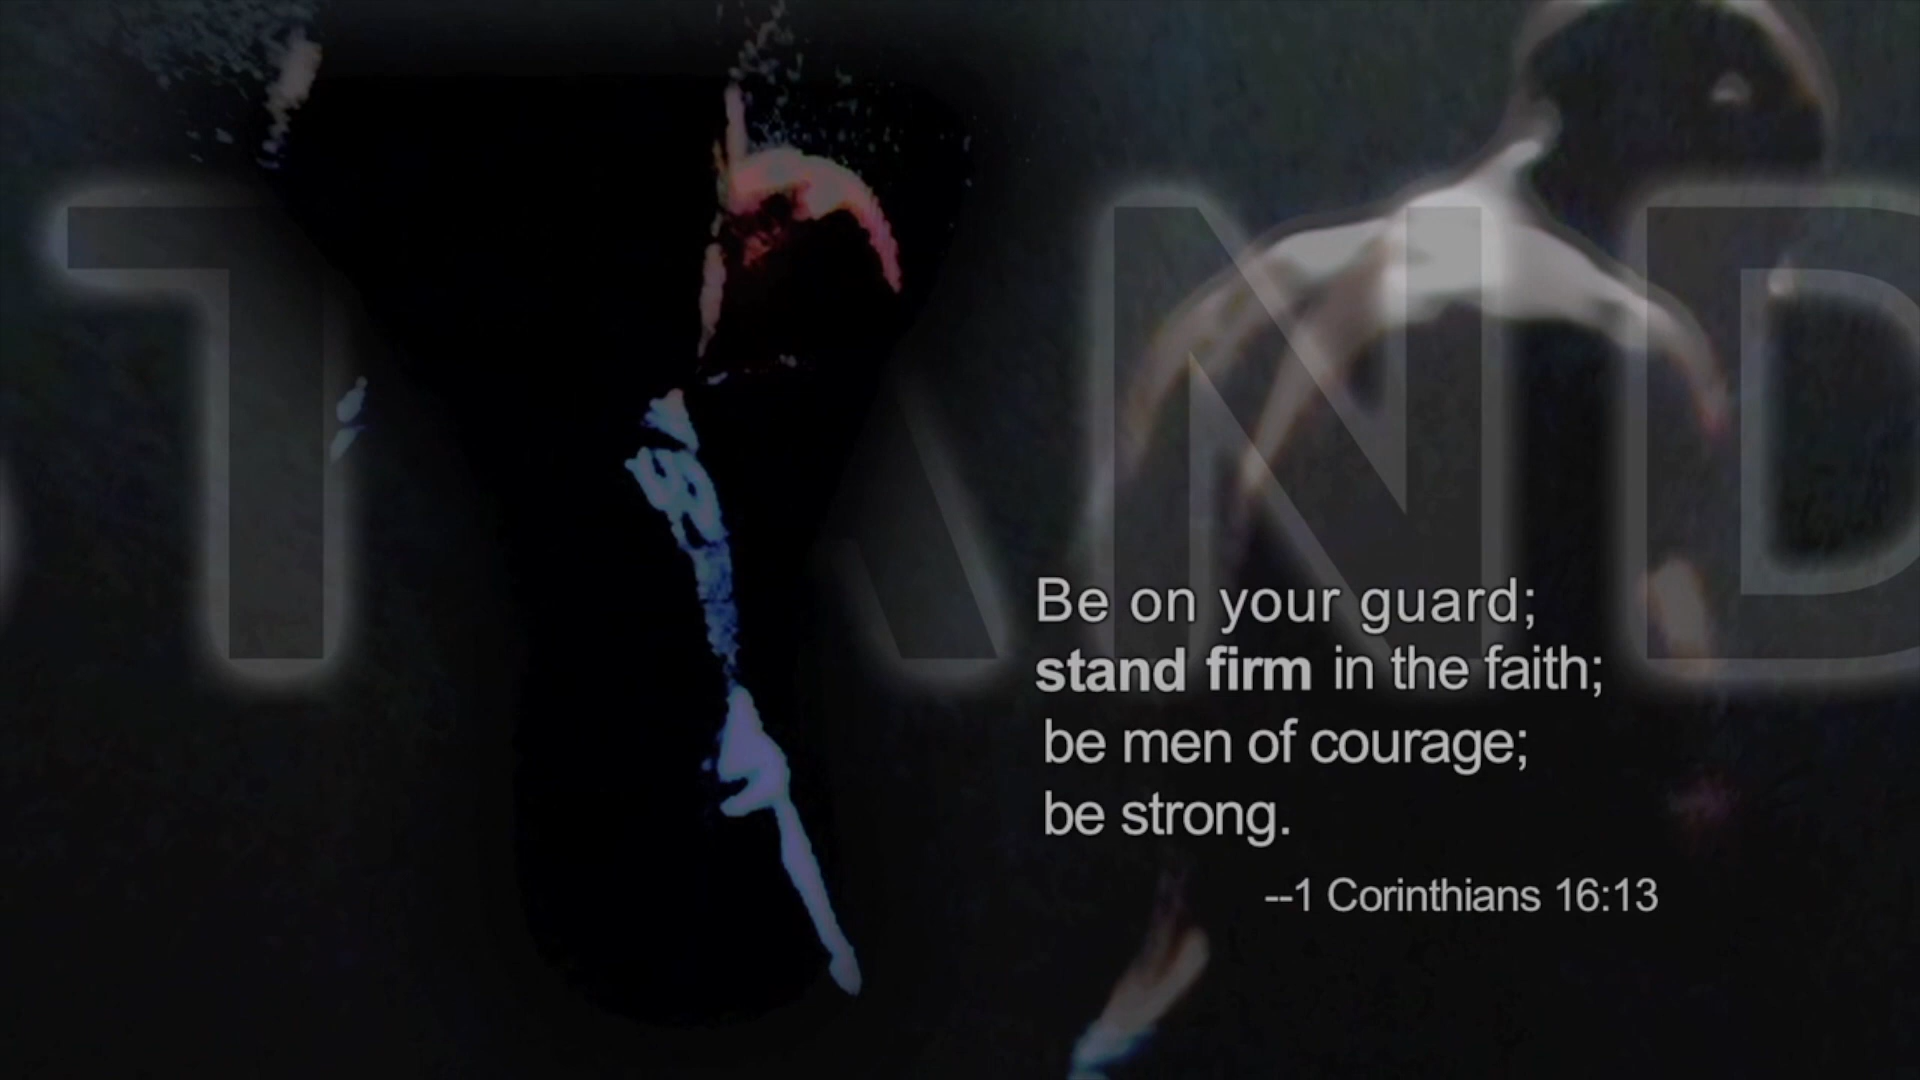 STAND
Be on your guard;
stand firm in the faith;
be men of courage;
be strong.
--1 Corinthians 16:13